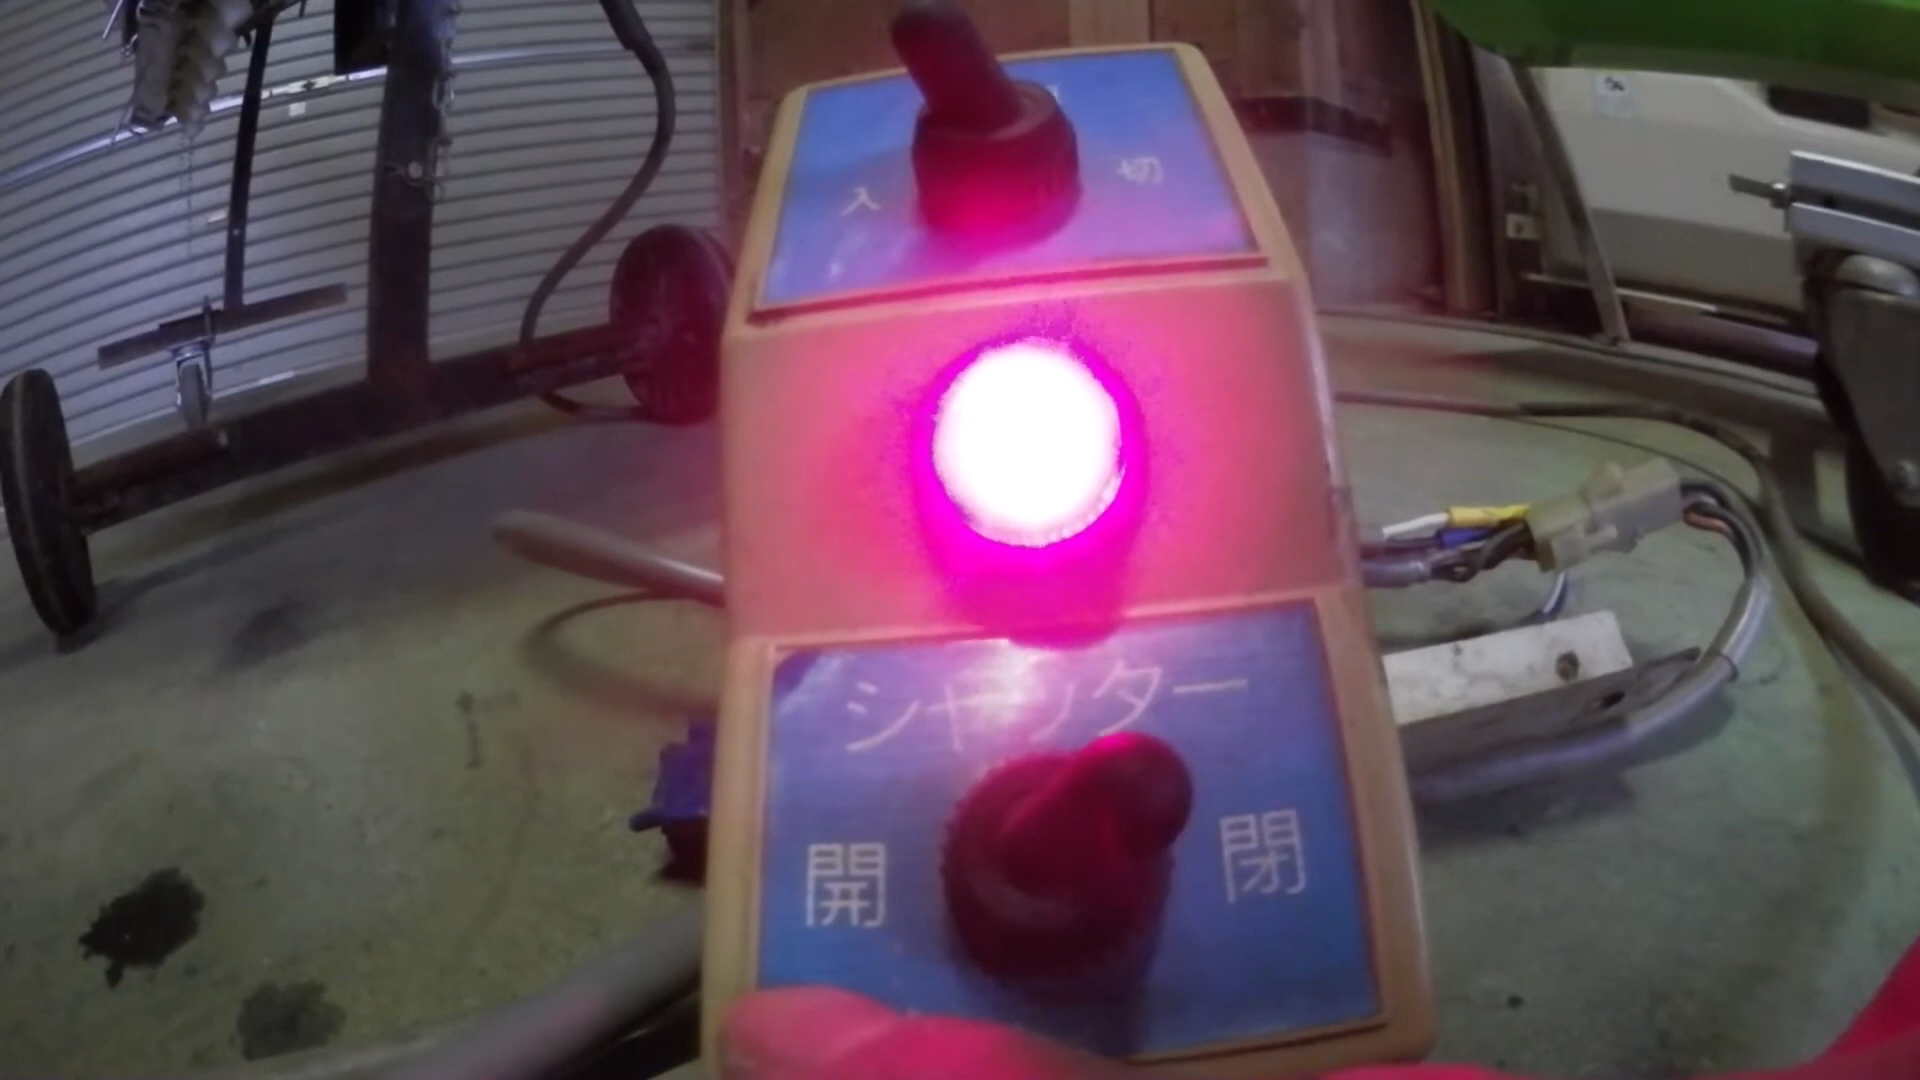 入 切
シャッター
開 閉